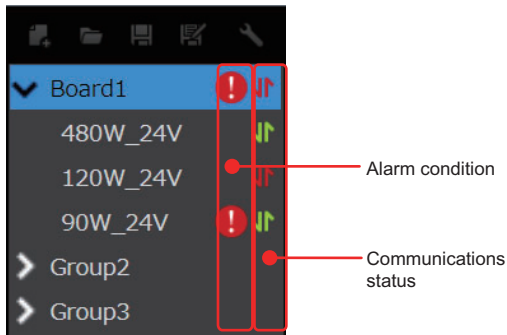 Board1
480W_24V
120W_24V
Alarm condition
90W_24V
Group2
Communications
status
Group3